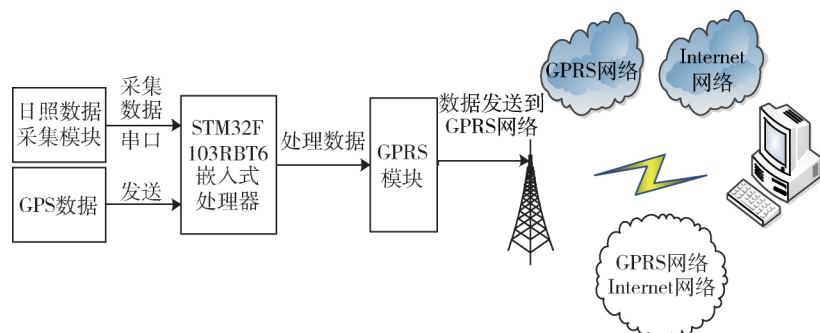 日照数据
采集模块
采集
数据
串口
GPS数据
发送
STM32F
103RBT6
嵌入式
处理器
处理数据
GPRS
模块
数据发送到
GPRS网络
GPRS网络
Internet
网络
GPRS网络
Internet网络